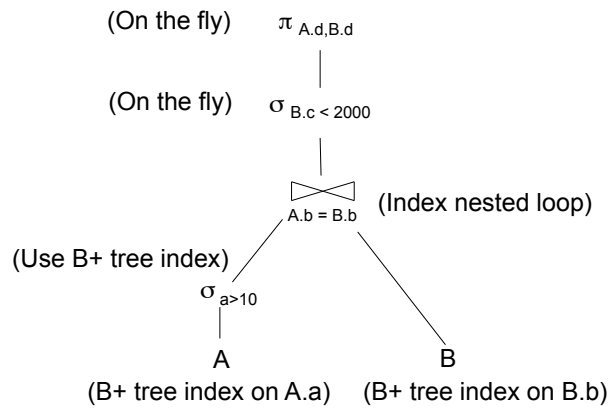 (On the fly) π A.d,B.d
(On the fly) σ B.c < 2000
A.b = B.b (Index nested loop)
(Use B+ tree index)
σ a>10
A B
(B+ tree index on A.a) (B+ tree index on B.b)